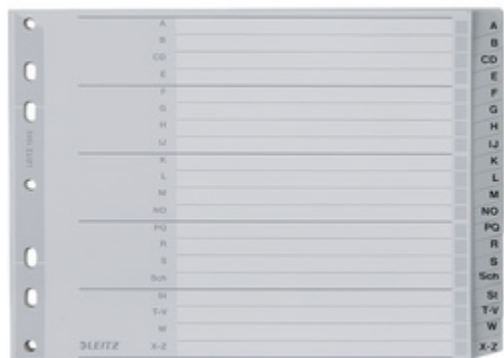 A A
B B
CD CD
E E
F F
G G
H H
IJ IJ
K K
L L
M M
NO NO
PQ PQ
R R
S S
Sch Sch
St St
T-V T-V
W W
LEITZ X-Z X-Z